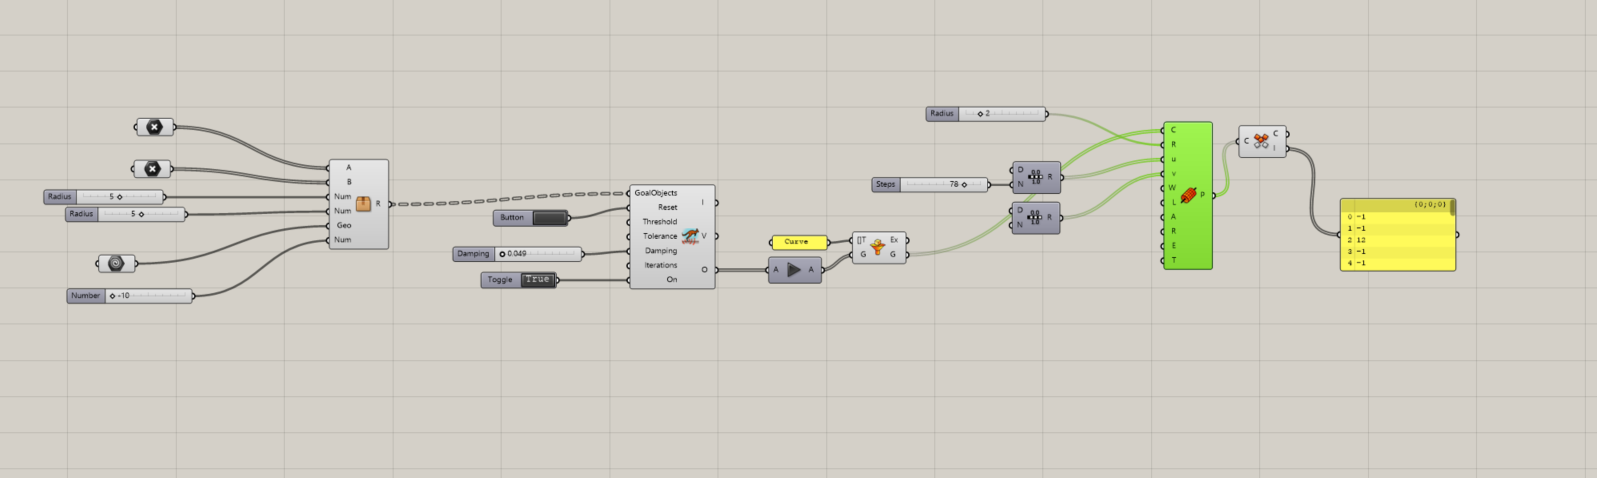 Radius 5
Radius 5
Number -10
A
B
Num
Num
Geo
Num
R
Button
Damping 0.049
Toggle True
GoalObjects
Reset
Threshold
Tolerance
Damping
Iterations
On
I
V
O
Curve
A A
[]T Ex
G G
Radius 2
Steps 78
D
N
R
D
N
R
C
R
u
v
W
L
A
R
E
T
P
C
C
I
{0;0;0}
0 -1
1 -1
2 12
3 -1
4 -1